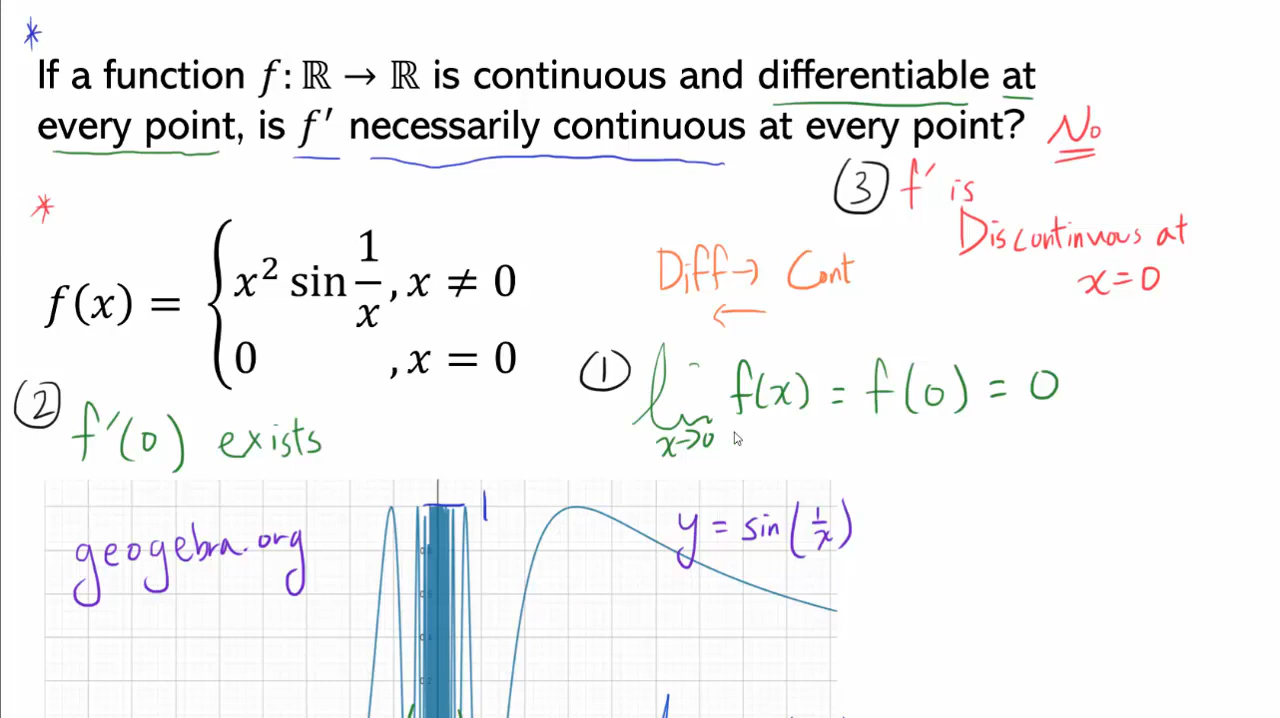 *
If a function f: ℝ → ℝ is continuous and differentiable at
every point, is f′ necessarily continuous at every point? No
*
f(x) = { x² sin 1/x , x ≠ 0
0 , x = 0
③ f′ is
Discontinuous at
x=0
Diff → Cont
←
① lim x→0 f(x) = f(0) = 0
② f′(0) exists
geogebra.org
1
y = sin(1/x)